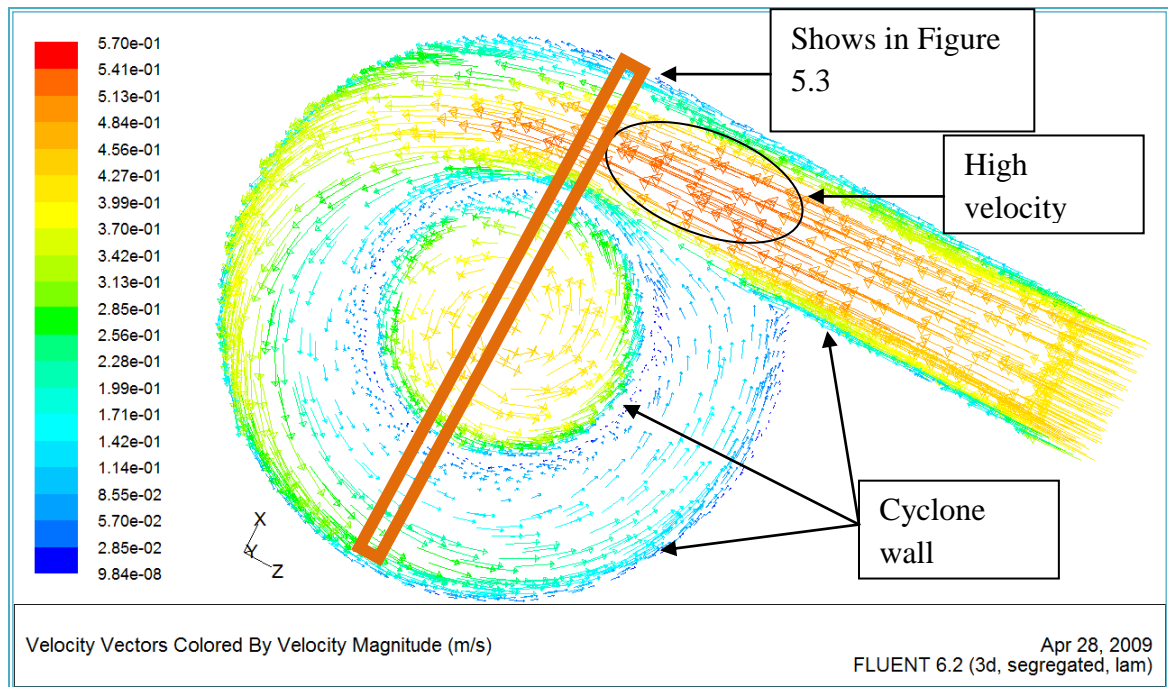 5.70e-01
5.41e-01
5.13e-01
4.84e-01
4.56e-01
4.27e-01
3.99e-01
3.70e-01
3.42e-01
3.13e-01
2.85e-01
2.56e-01
2.28e-01
1.99e-01
1.71e-01
1.42e-01
1.14e-01
8.55e-02
5.70e-02
2.85e-02
9.84e-08
Shows in Figure
5.3
High
velocity
Cyclone
wall
X
Y
Z
Velocity Vectors Colored By Velocity Magnitude (m/s)
Apr 28, 2009
FLUENT 6.2 (3d, segregated, lam)